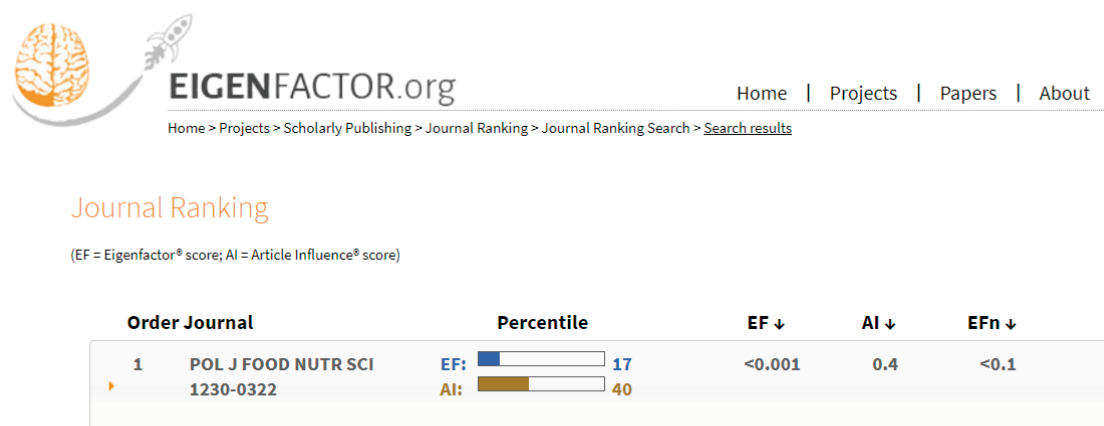 EIGENFACTOR.org
Home | Projects | Papers | About
Home > Projects > Scholarly Publishing > Journal Ranking > Journal Ranking Search > Search results
Journal Ranking
(EF = Eigenfactor® score; AI = Article Influence® score)
Order Journal Percentile EF ↓ AI ↓ EFn ↓
1 POL J FOOD NUTR SCI EF: 17 <0.001 0.4 <0.1
1230-0322 AI: 40